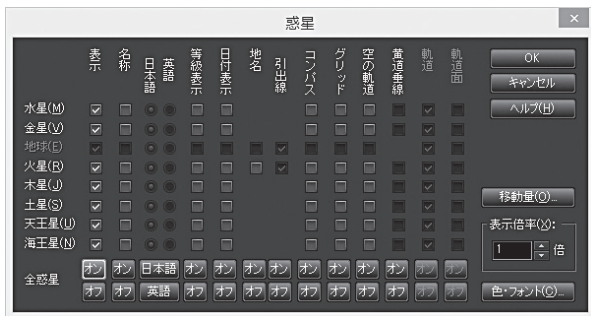 惑星
表示 名称 日本語 英語 等級表示 日付表示 地名 引出線 コンパス グリッド 空の軌道 黄道垂線 軌道 軌道面
OK
キャンセル
ヘルプ(H)
水星(M)
金星(V)
地球(E)
火星(R)
木星(J)
土星(S)
天王星(U)
海王星(N)
移動量(O)...
表示倍率(X):
1 倍
全惑星
オン オン 日本語 オン オン オン オン オン オン オン オン オン オン
オフ オフ 英語 オフ オフ オフ オフ オフ オフ オフ オフ オフ オフ
色・フォント(C)...